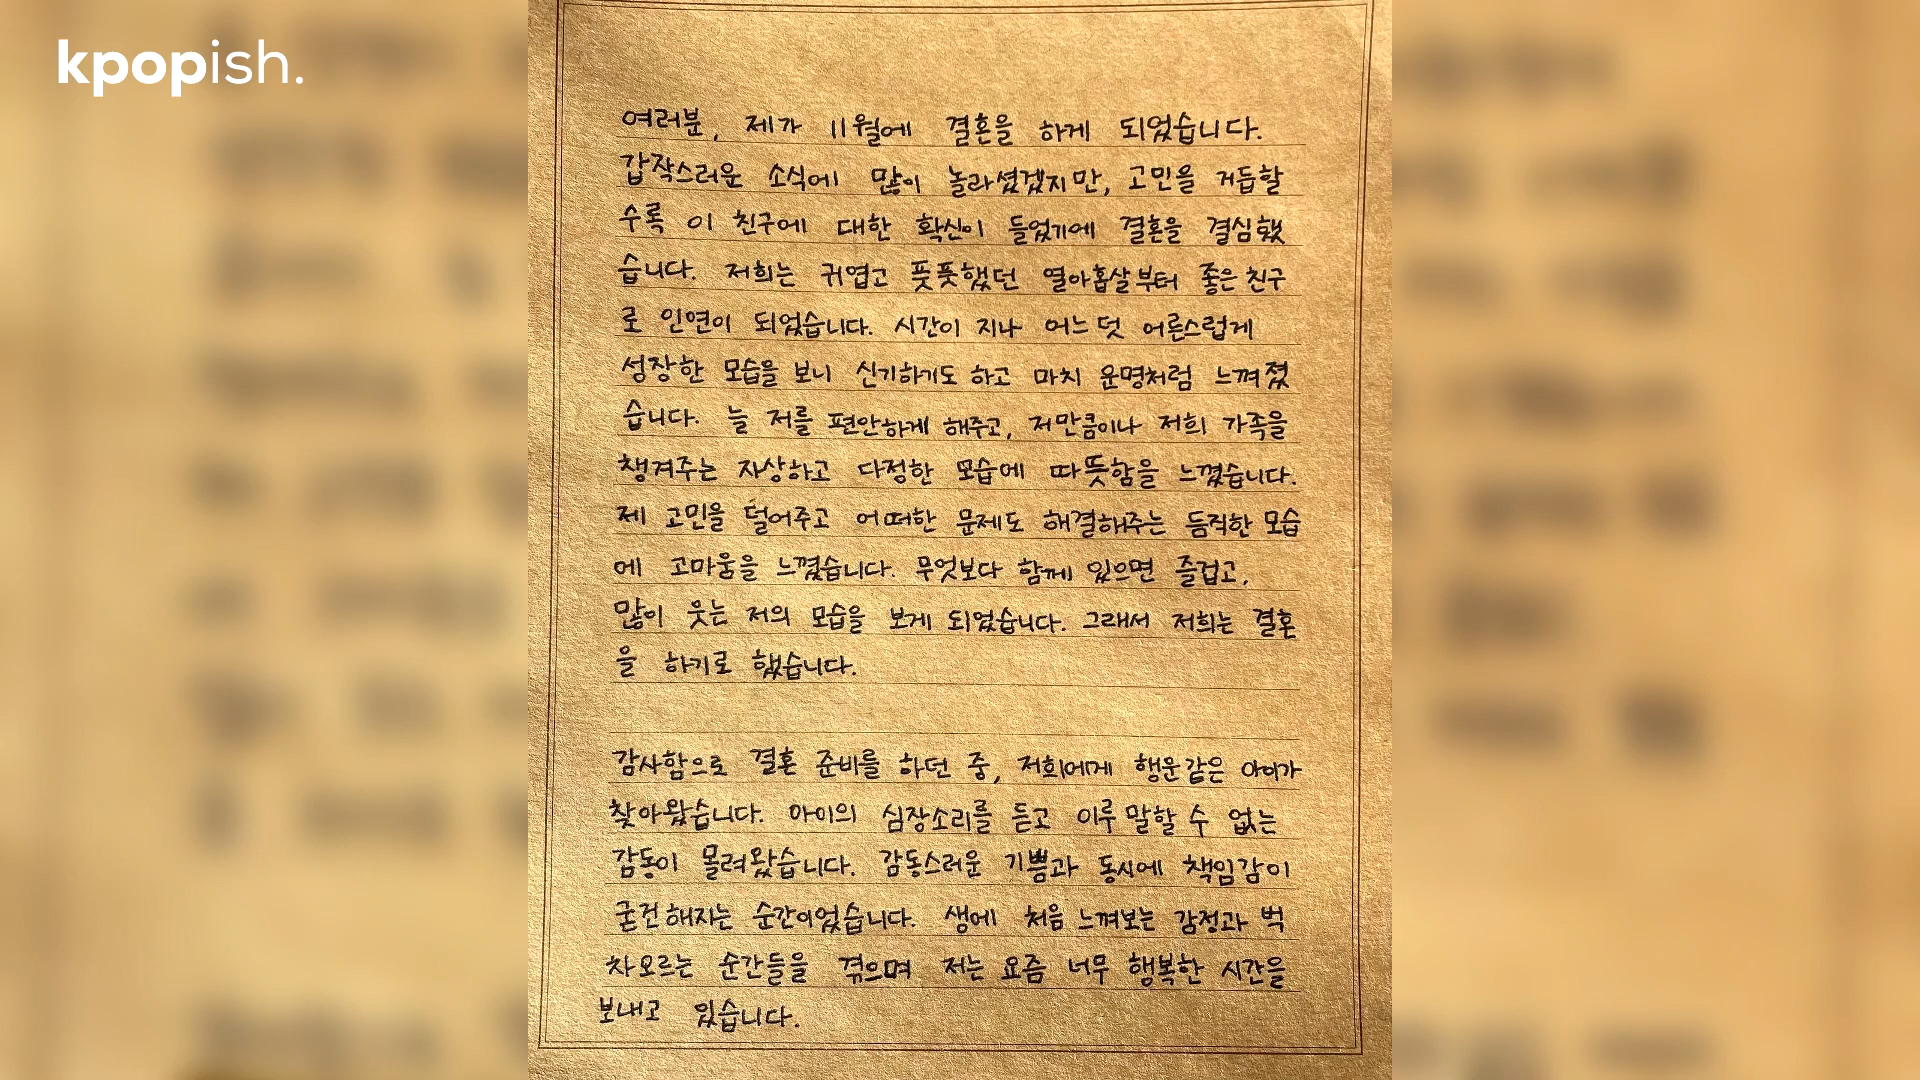 kpopish.
여러분, 제가 11월에 결혼을 하게 되었습니다.
갑작스러운 소식에 많이 놀라셨겠지만, 고민을 거듭할
수록 이 친구에 대한 확신이 들었기에 결혼을 결심했
습니다. 저희는 귀엽고 풋풋했던 열아홉살부터 좋은 친구
로 인연이 되었습니다. 시간이 지나 어느덧 어른스럽게
성장한 모습을 보니 신기하기도 하고 마치 운명처럼 느껴졌
습니다. 늘 저를 편안하게 해주고, 저만큼이나 저희 가족을
챙겨주는 자상하고 다정한 모습에 따뜻함을 느꼈습니다.
제 고민을 덜어주고 어떠한 문제도 해결해주는 듬직한 모습
에 고마움을 느꼈습니다. 무엇보다 함께 있으면 즐겁고,
많이 웃는 저의 모습을 보게 되었습니다. 그래서 저희는 결혼
을 하기로 했습니다.
감사함으로 결혼 준비를 하던 중, 저희에게 행운같은 아이가
찾아왔습니다. 아이의 심장소리를 듣고 이루 말할 수 없는
감동이 몰려왔습니다. 감동스러운 기쁨과 동시에 책임감이
굳건해지는 순간이었습니다. 생에 처음 느껴보는 감정과 벅
차오르는 순간들을 겪으며 저는 요즘 너무 행복한 시간을
보내고 있습니다.